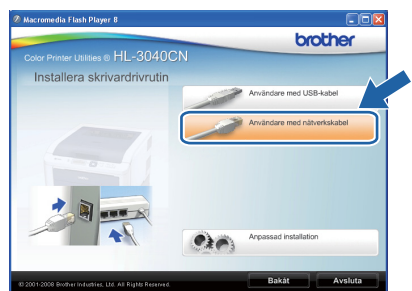 Macromedia Flash Player 8
brother
Color Printer Utilities ® HL-3040CN
Installera skrivardrivrutin
Användare med USB-kabel
Användare med nätverkskabel
Anpassad installation
© 2001-2008 Brother Industries, Ltd. All Rights Reserved.
Bakåt
Avsluta